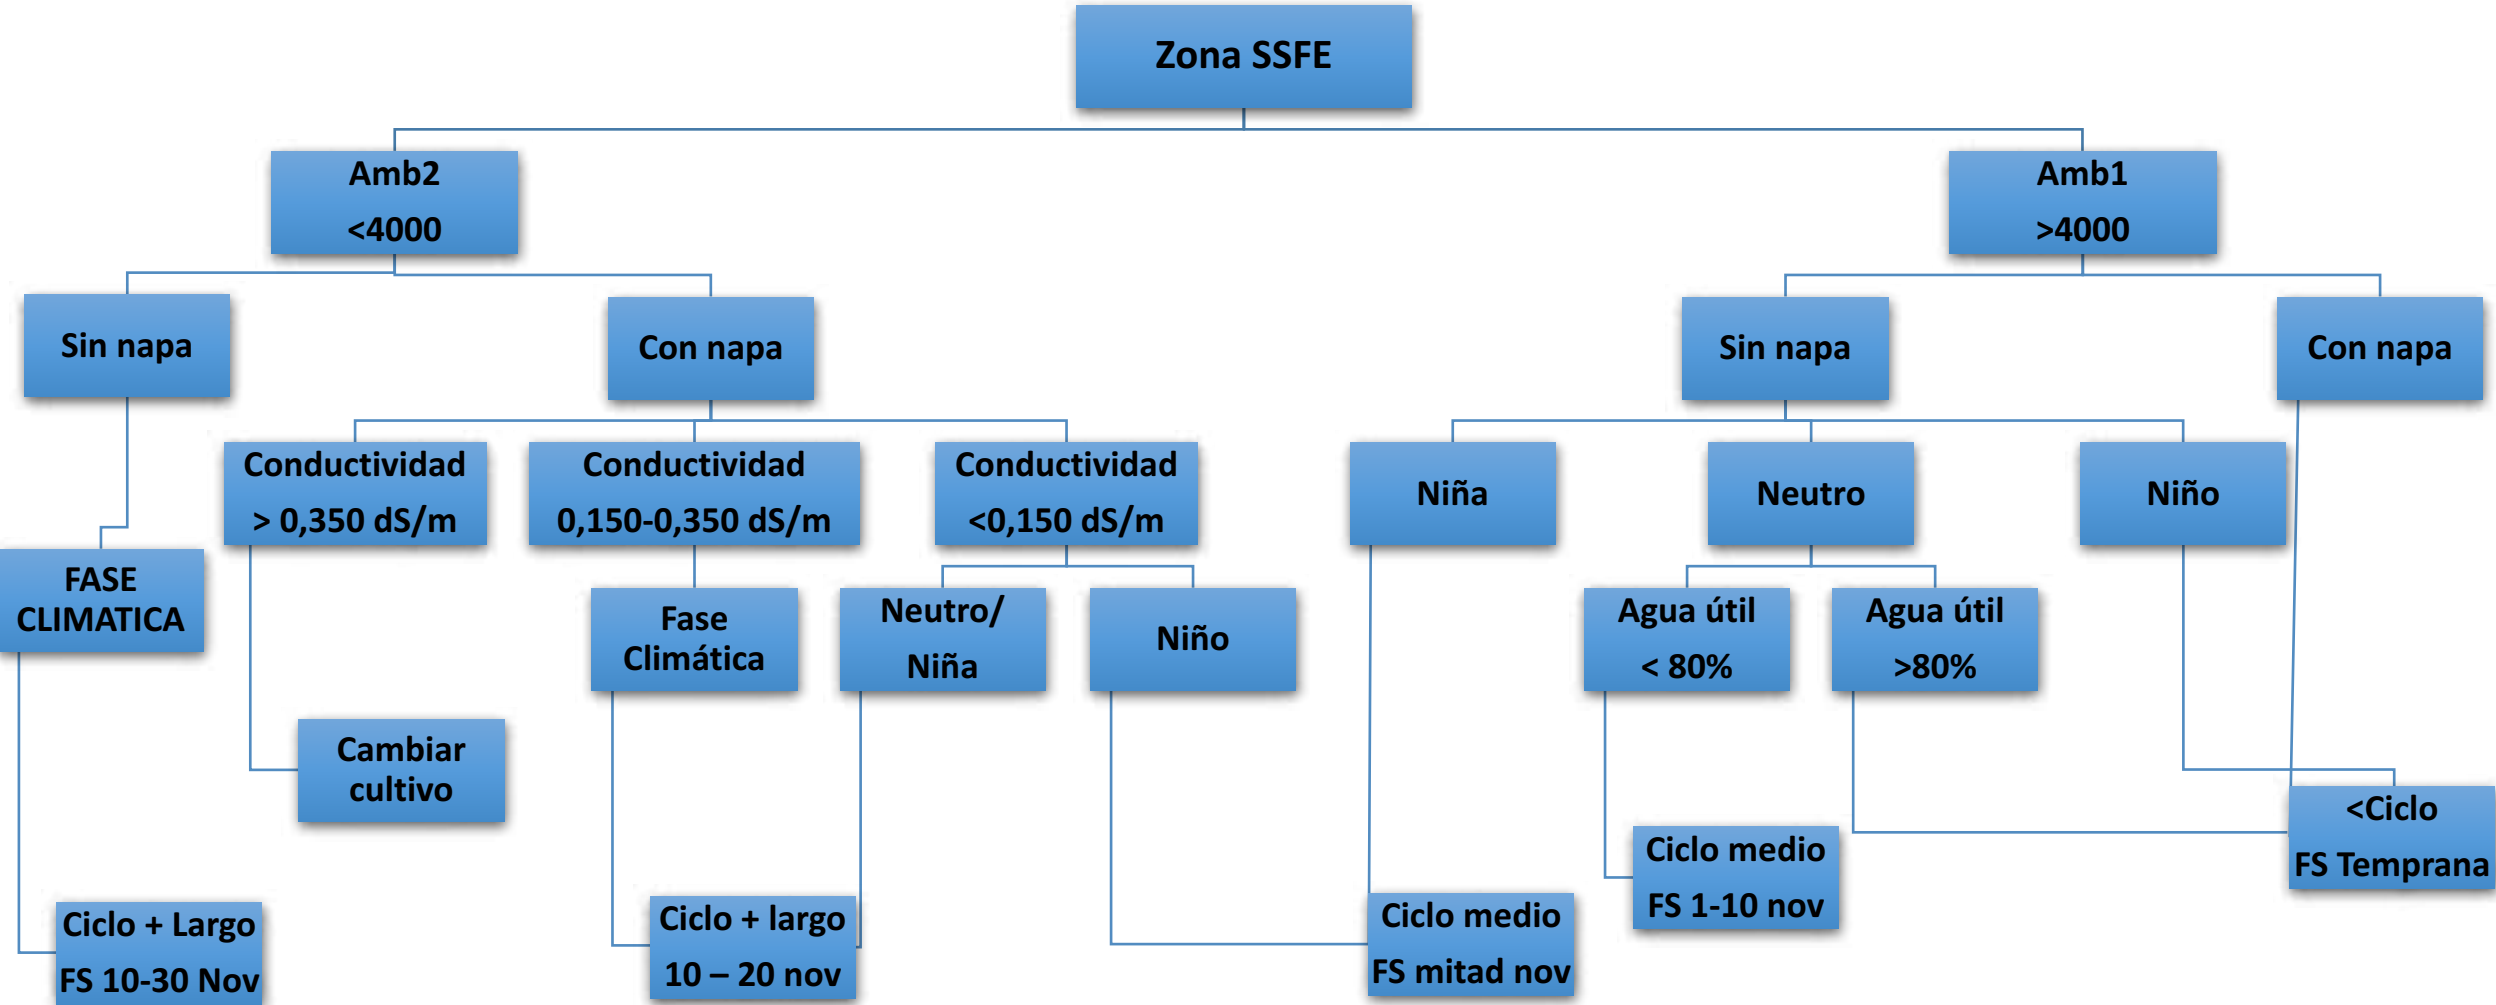 Zona SSFE
Amb2
<4000
Amb1
>4000
Sin napa
Con napa
Sin napa
Con napa
Conductividad
> 0,350 dS/m
Conductividad
0,150-0,350 dS/m
Conductividad
<0,150 dS/m
Niña
Neutro
Niño
FASE
CLIMATICA
Fase
Climática
Neutro/
Niña
Niño
Agua útil
< 80%
Agua útil
>80%
Cambiar
cultivo
<Ciclo
FS Temprana
Ciclo medio
FS 1-10 nov
Ciclo + Largo
FS 10-30 Nov
Ciclo + largo
10 – 20 nov
Ciclo medio
FS mitad nov